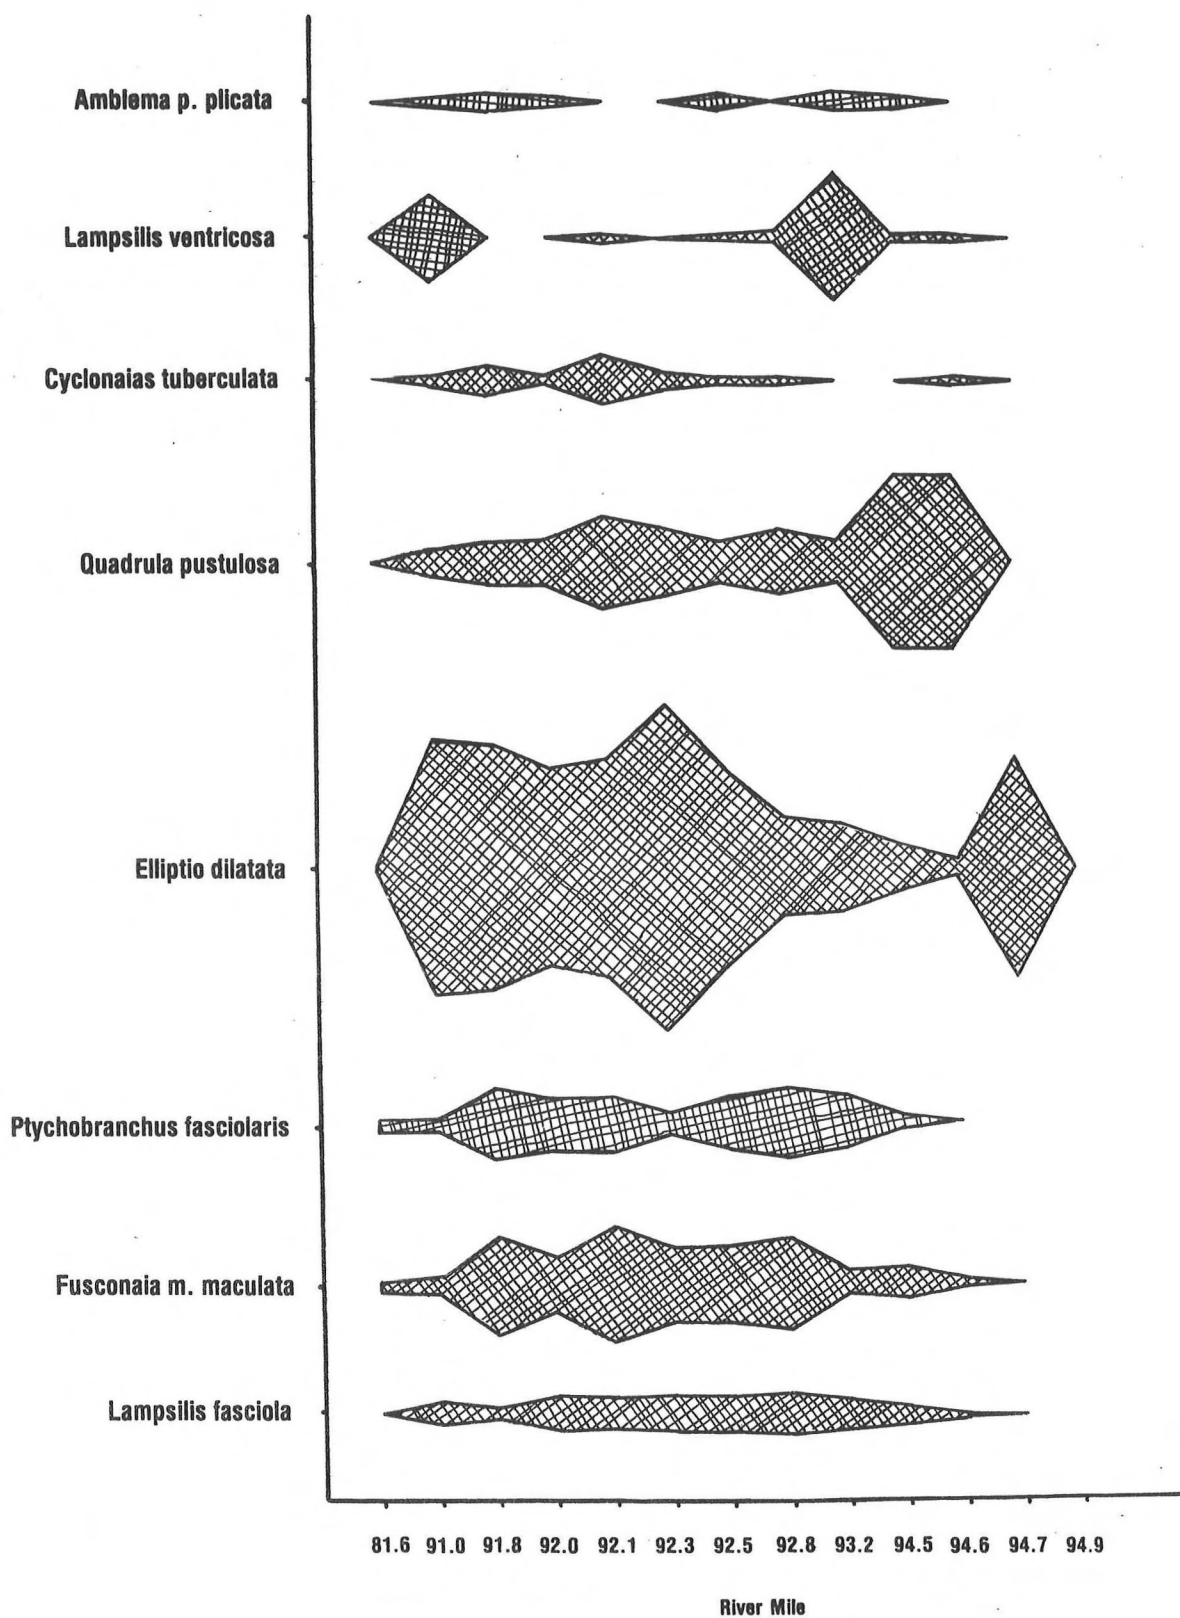 Amblema p. plicata
Lampsilis ventricosa
Cyclonaias tuberculata
Quadrula pustulosa
Elliptio dilatata
Ptychobranchus fasciolaris
Fusconaia m. maculata
Lampsilis fasciola
81.6 91.0 91.8 92.0 92.1 92.3 92.5 92.8 93.2 94.5 94.6 94.7 94.9
River Mile